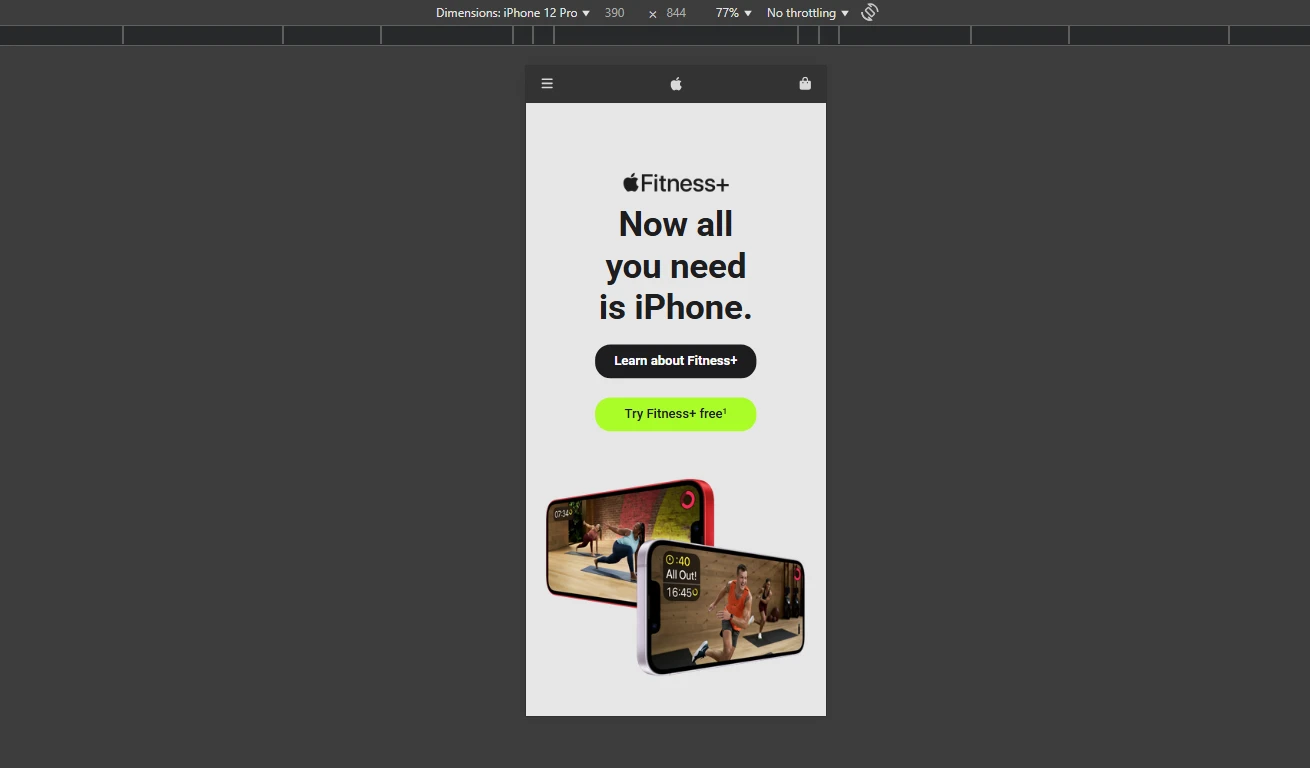 Dimensions: iPhone 12 Pro 390 × 844 77% No throttling
Fitness+
Now all
you need
is iPhone.
Learn about Fitness+
Try Fitness+ free¹
07:34
:40
All Out!
16:45